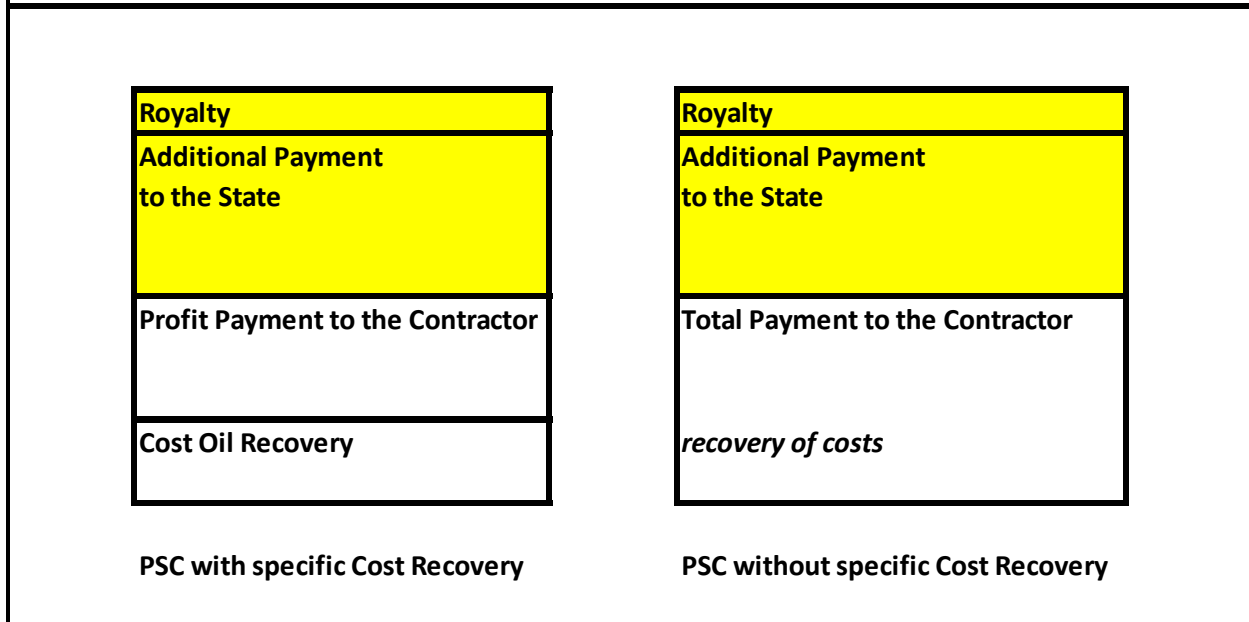 Royalty
Additional Payment
to the State
Profit Payment to the Contractor
Cost Oil Recovery
PSC with specific Cost Recovery
Royalty
Additional Payment
to the State
Total Payment to the Contractor
recovery of costs
PSC without specific Cost Recovery